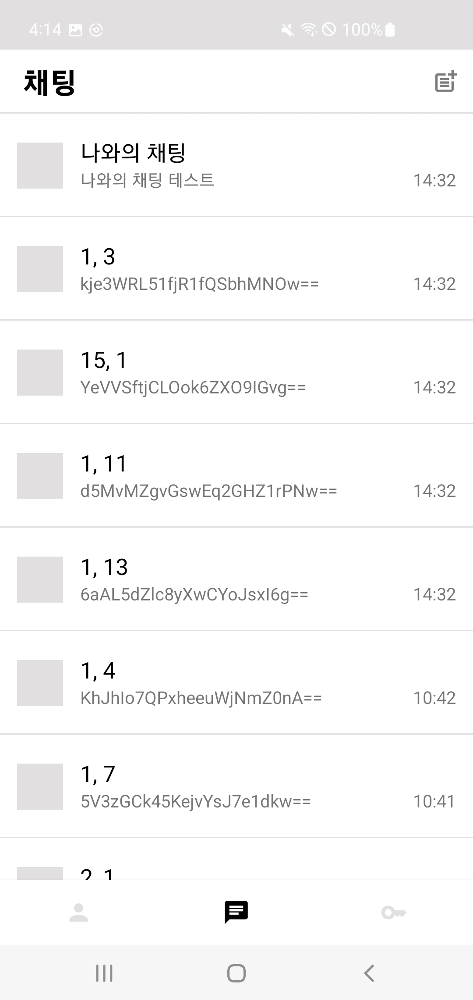 4:14
100%
채팅
나와의 채팅
나와의 채팅 테스트
14:32
1, 3
kje3WRL51fjR1fQSbhMNOw==
14:32
15, 1
YeVVSftjCLOok6ZXO9IGvg==
14:32
1, 11
d5MvMZgvGswEq2GHZ1rPNw==
14:32
1, 13
6aAL5dZlc8yXwCYoJsxI6g==
14:32
1, 4
KhJhIo7QPxheeuWjNmZ0nA==
10:42
1, 7
5V3zGCk45KejvYsJ7e1dkw==
10:41
2, 1